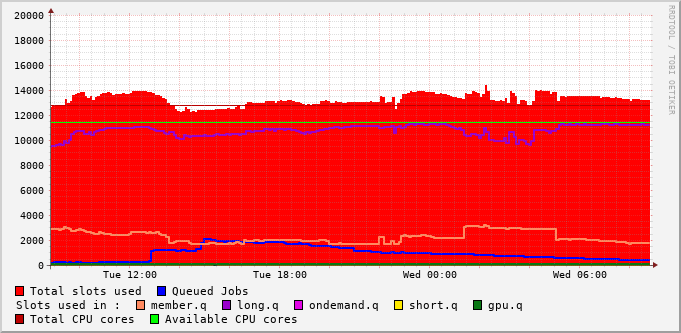 20000
18000
16000
14000
12000
10000
8000
6000
4000
2000
0
Tue 12:00 Tue 18:00 Wed 00:00 Wed 06:00
Total slots used Queued Jobs
Slots used in : member.q long.q ondemand.q short.q gpu.q
Total CPU cores Available CPU cores
RRDTOOL / TOBI OETIKER